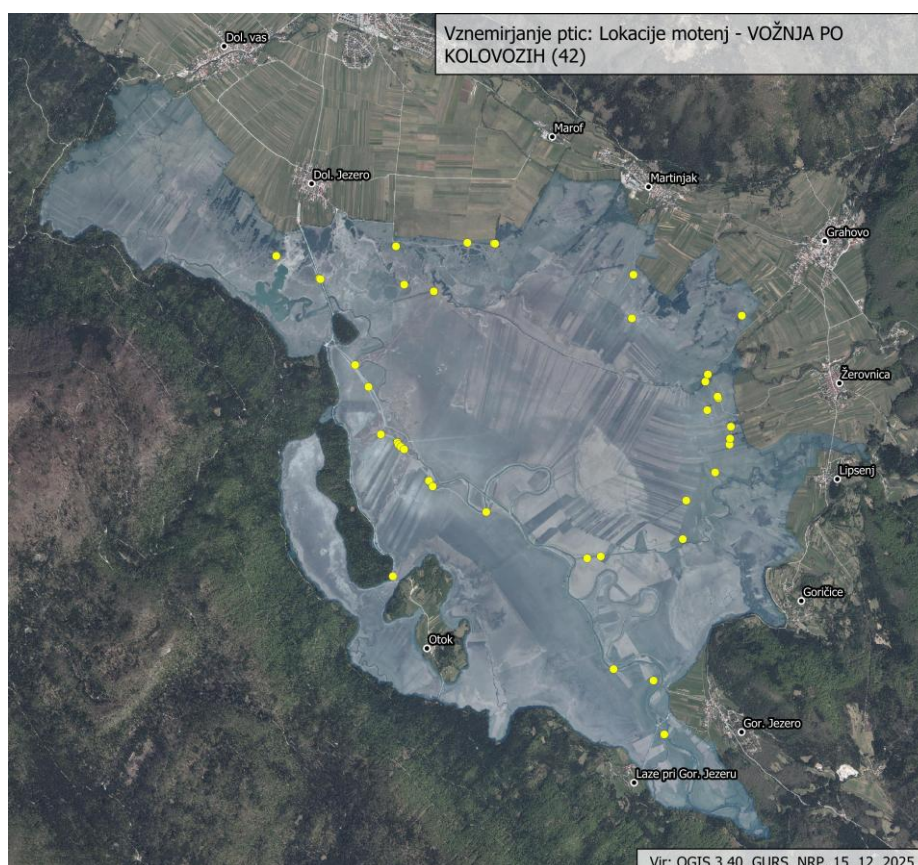 Vznemirjanje ptic: Lokacije motenj - VOŽNJA PO
KOLOVOZIH (42)
Dol. vas
Marof
Dol. Jezero
Martinjak
Grahovo
Žerovnica
Lipsenj
Goričice
Otok
Gor. Jezero
Laze pri Gor. Jezeru
Vir: QGIS 3.40, GURS, NRP, 15. 12. 2025